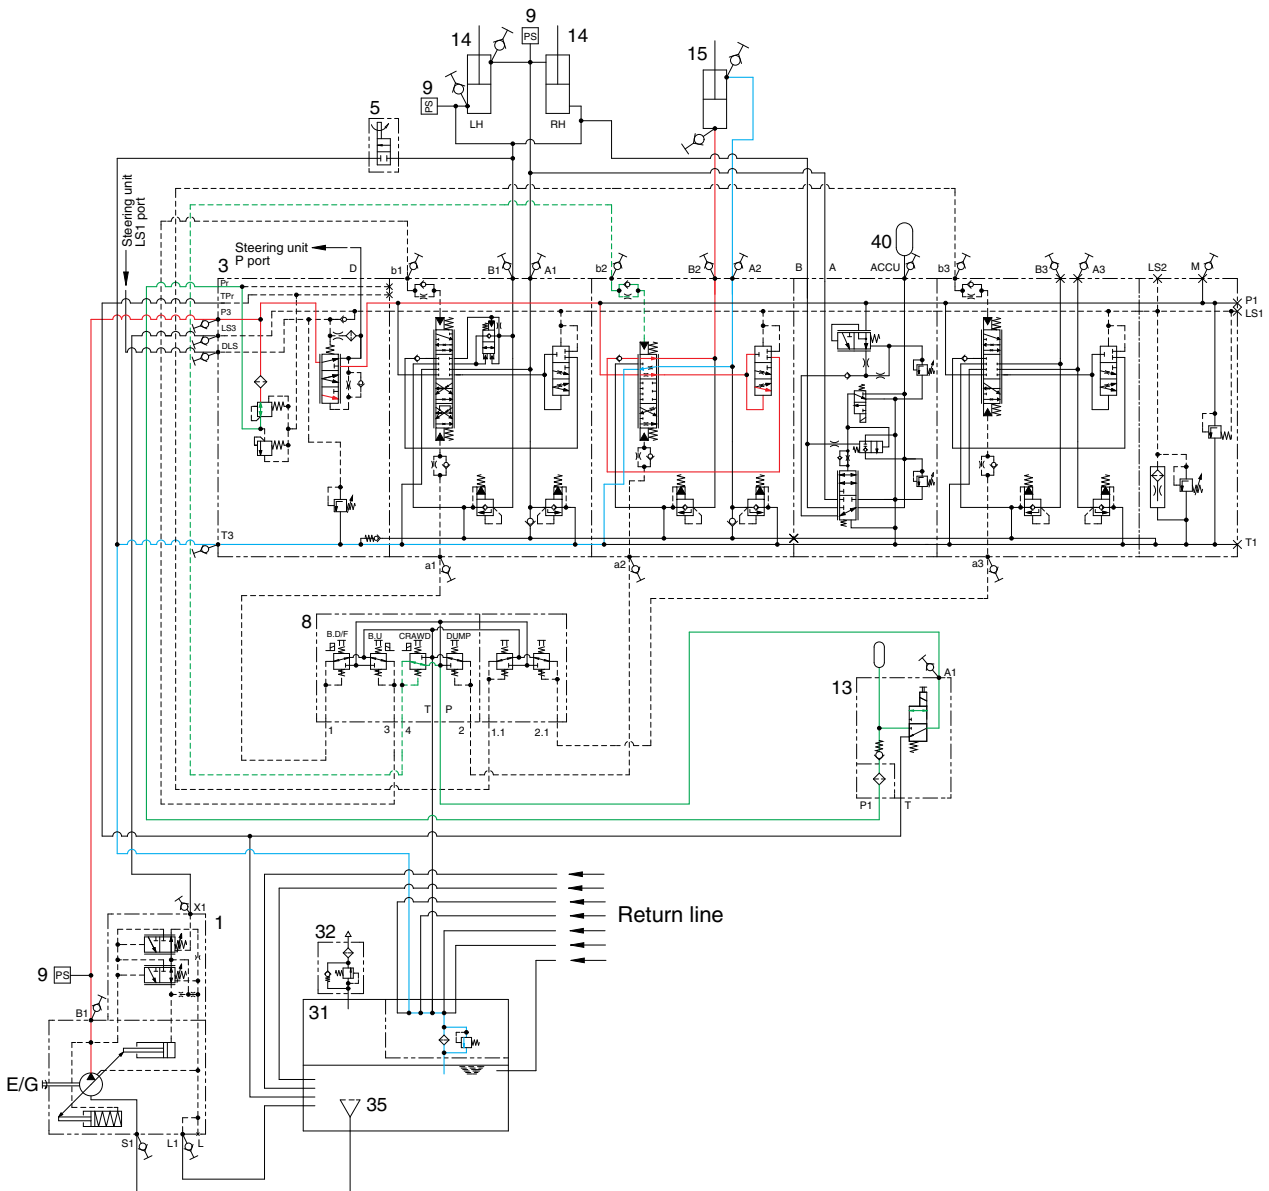 9
PS
14
14
15
9
PS
5
LH
RH
Steering unit
LS1 port
Steering unit
P port
40
3
D
b1
B1
A1
b2
B2
A2
B
A
ACCU
b3
B3
A3
LS2
M
Pr
TPr
P3
LS3
DLS
P1
LS1
T3
T1
a1
a2
a3
8
B.D/F
B.U
CRAWD
DUMP
T
P
1
3
4
2
1.1
2.1
13
A1
P1
T
X1
1
Return line
32
9
PS
B1
31
E/G
35
S1
L1
L